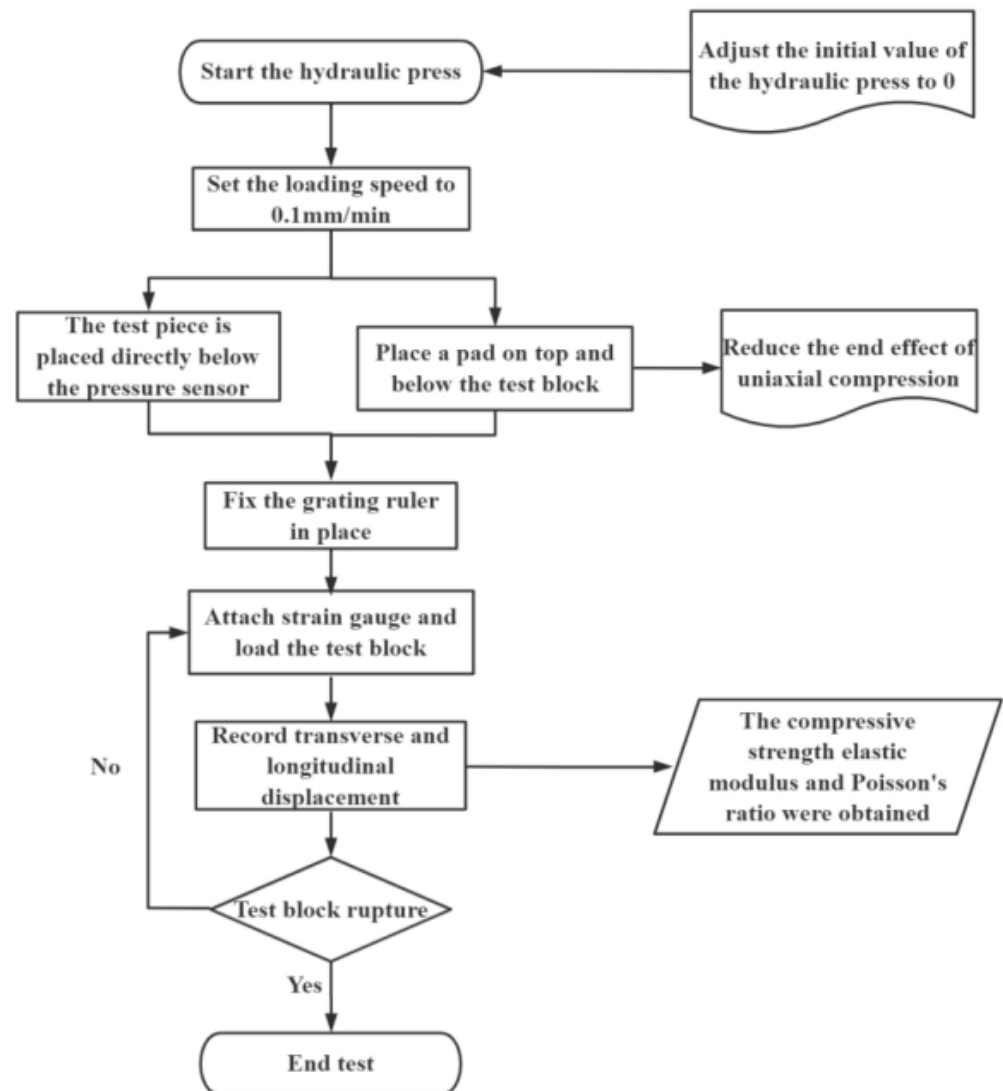 Start the hydraulic press
Adjust the initial value of
the hydraulic press to 0
Set the loading speed to
0.1mm/min
The test piece is
placed directly below
the pressure sensor
Place a pad on top and
below the test block
Reduce the end effect of
uniaxial compression
Fix the grating ruler
in place
Attach strain gauge and
load the test block
Record transverse and
longitudinal
displacement
The compressive
strength elastic
modulus and Poisson's
ratio were obtained
No
Test block rupture
Yes
End test